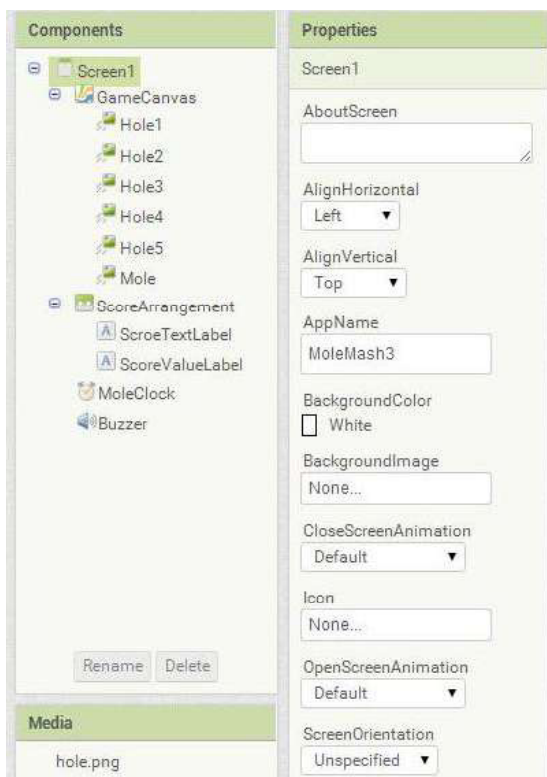 Components
Screen1
GameCanvas
Hole1
Hole2
Hole3
Hole4
Hole5
Mole
ScoreArrangement
ScroeTextLabel
ScoreValueLabel
MoleClock
Buzzer
Rename Delete
Media
hole.png
Properties
Screen1
AboutScreen
AlignHorizontal
Left
AlignVertical
Top
AppName
MoleMash3
BackgroundColor
White
BackgroundImage
None...
CloseScreenAnimation
Default
Icon
None...
OpenScreenAnimation
Default
ScreenOrientation
Unspecified